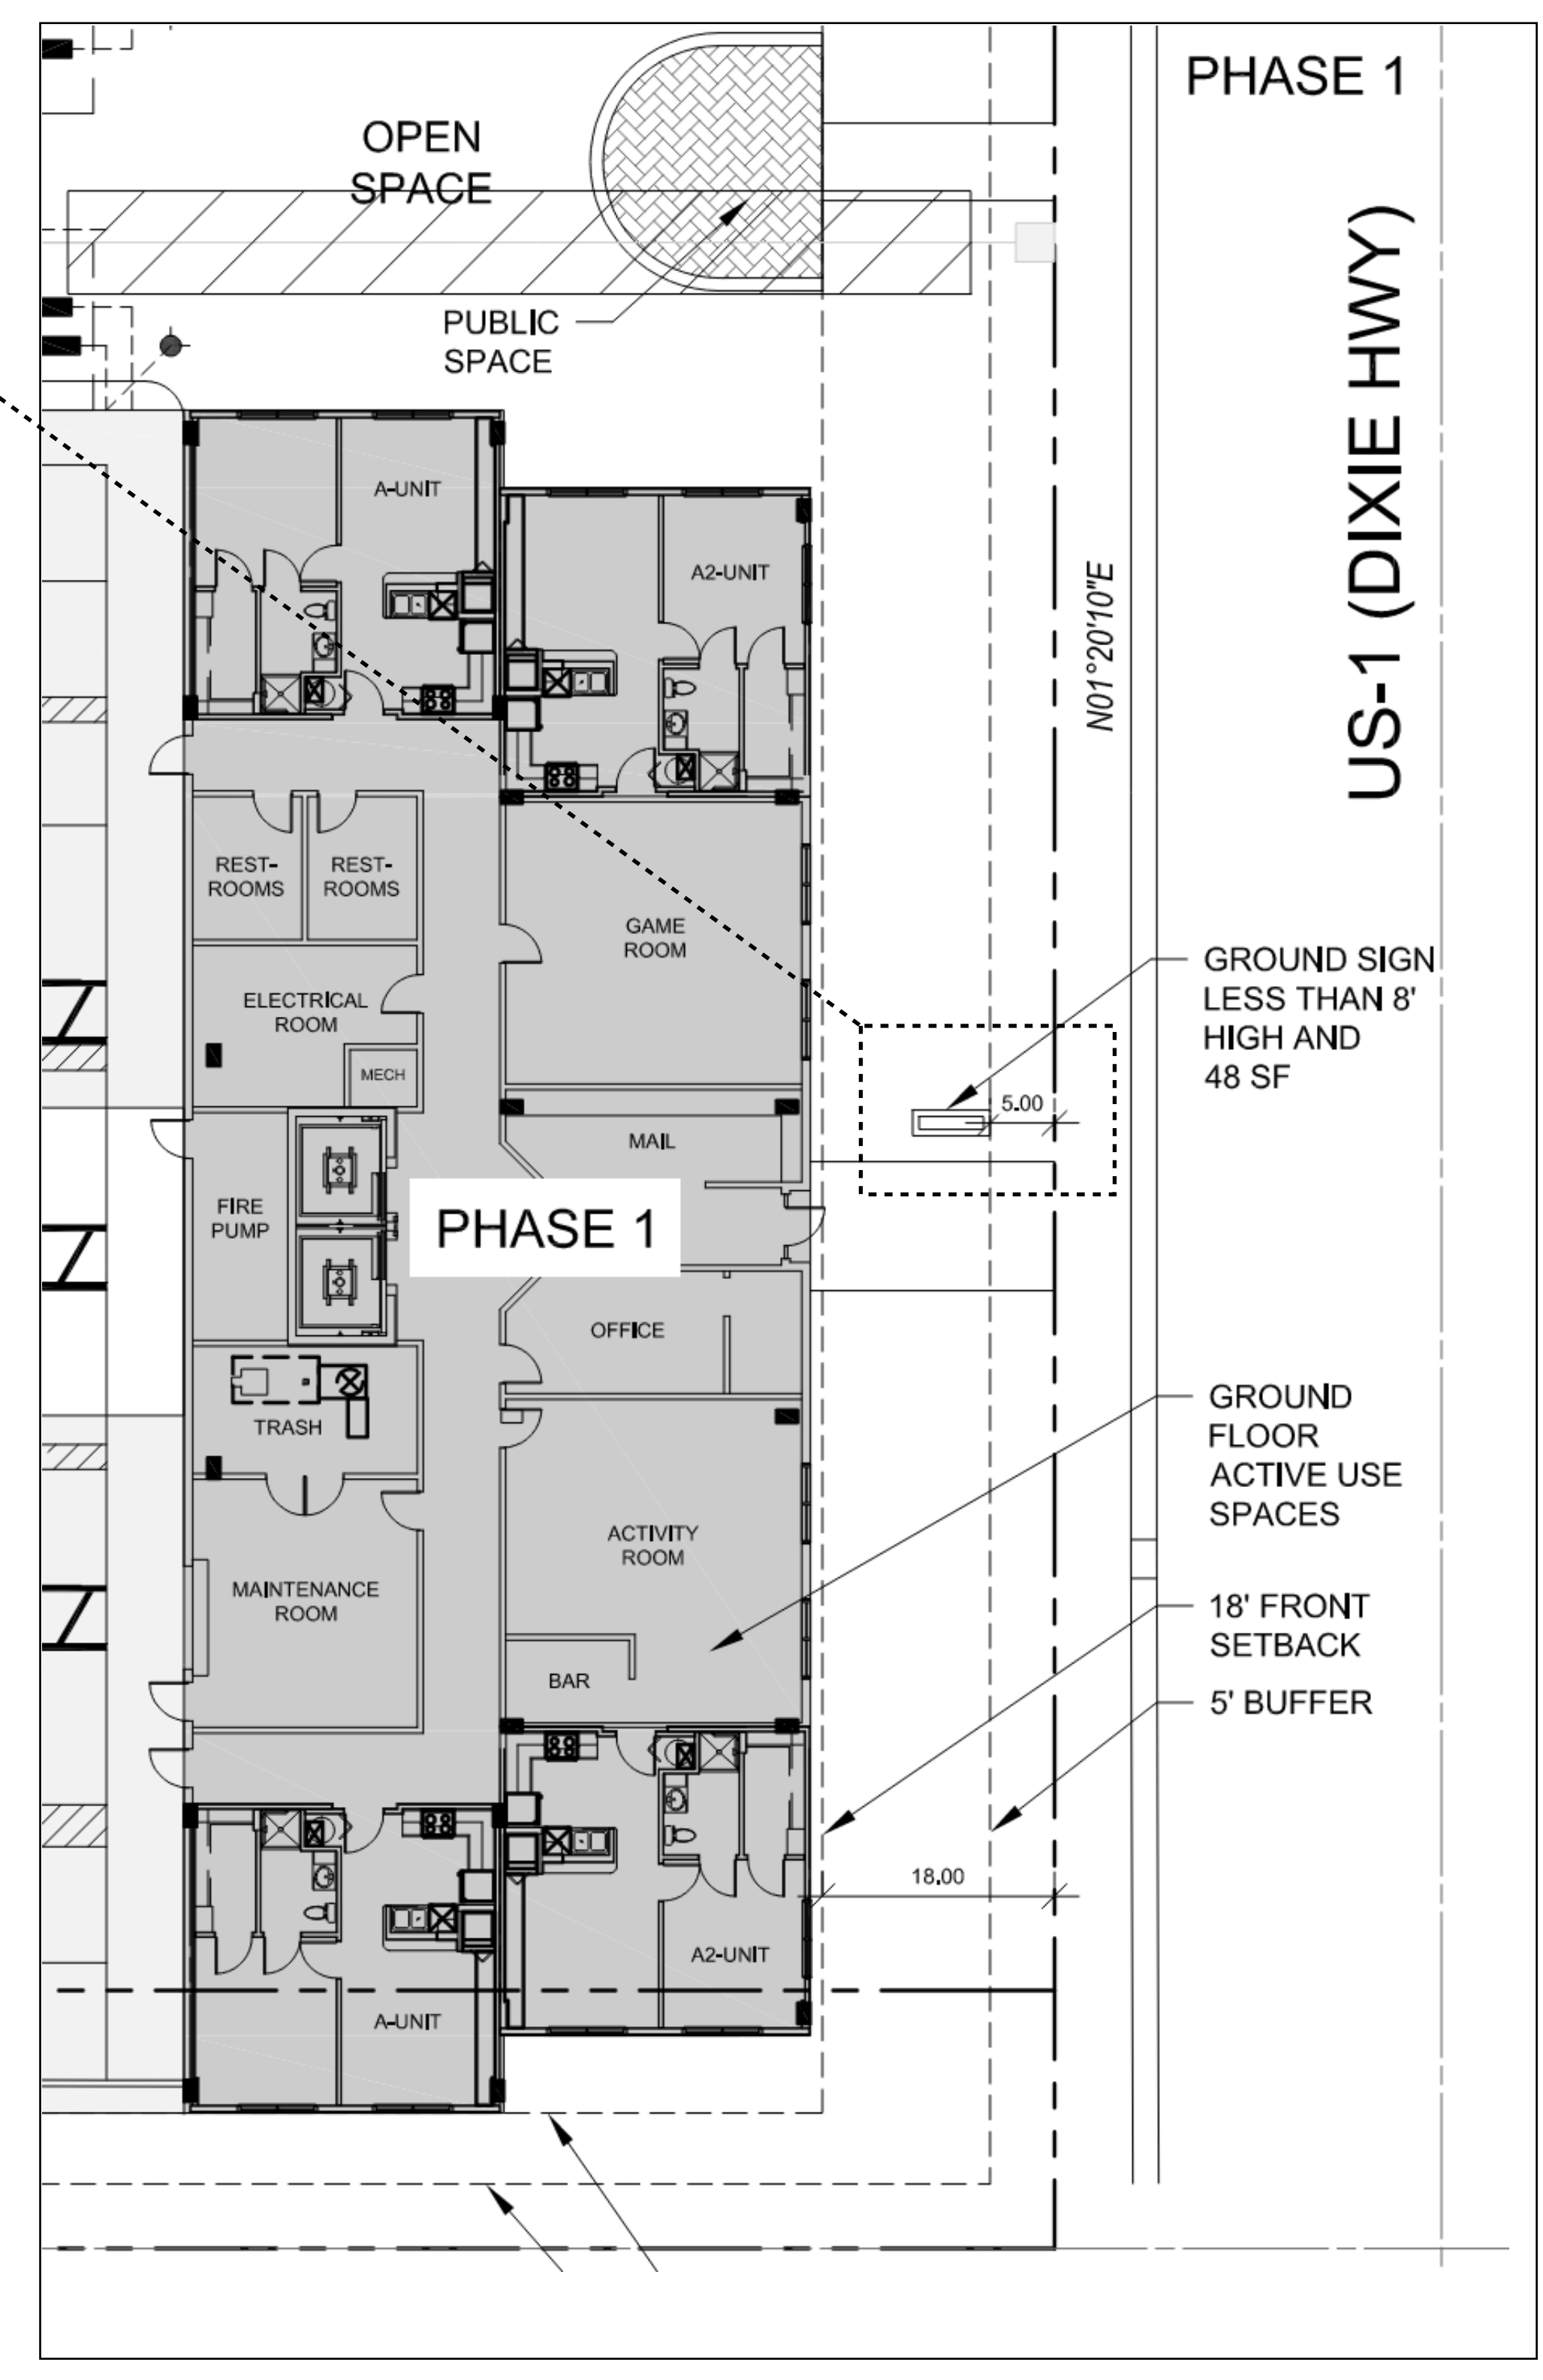 PHASE 1
OPEN
SPACE
PUBLIC
SPACE
US-1 (DIXIE HWY)
N01°20'10"E
A-UNIT
A2-UNIT
REST-
ROOMS
REST-
ROOMS
GAME
ROOM
ELECTRICAL
ROOM
MECH
GROUND SIGN
LESS THAN 8'
HIGH AND
48 SF
5.00
MAIL
FIRE
PUMP
PHASE 1
OFFICE
TRASH
GROUND
FLOOR
ACTIVE USE
SPACES
ACTIVITY
ROOM
MAINTENANCE
ROOM
BAR
18' FRONT
SETBACK
5' BUFFER
18.00
A2-UNIT
A-UNIT